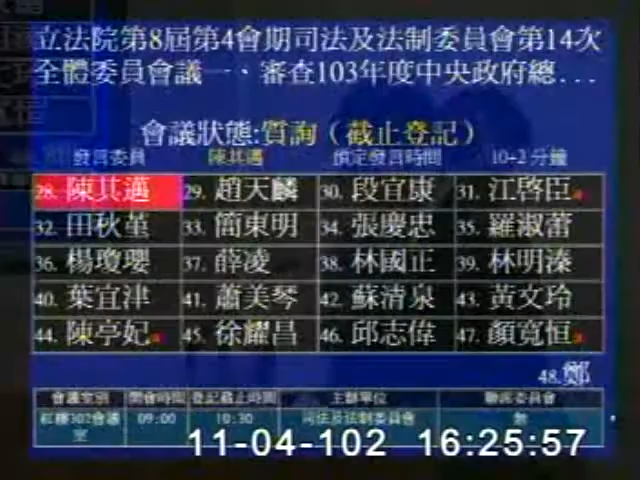 立法院第8屆第4會期司法及法制委員會第14次
全體委員會議一、審查103年度中央政府總...
會議狀態:質詢（截止登記）
發言委員 陳其邁 預定發言時間 10+2分鐘
28. 陳其邁 29. 趙天麟 30. 段宜康 31. 江啓臣
32. 田秋堇 33. 簡東明 34. 張慶忠 35. 羅淑蕾
36. 楊瓊瓔 37. 薛凌 38. 林國正 39. 林明溱
40. 葉宜津 41. 蕭美琴 42. 蘇清泉 43. 黃文玲
44. 陳亭妃 45. 徐耀昌 46. 邱志偉 47. 顏寬恒
48. 鄭
會議室別 開會時間 登記截止時間 主辦單位 聯席委員會
紅樓302會議室 09:00 10:30 司法及法制委員會 無
11-04-102 16:25:57